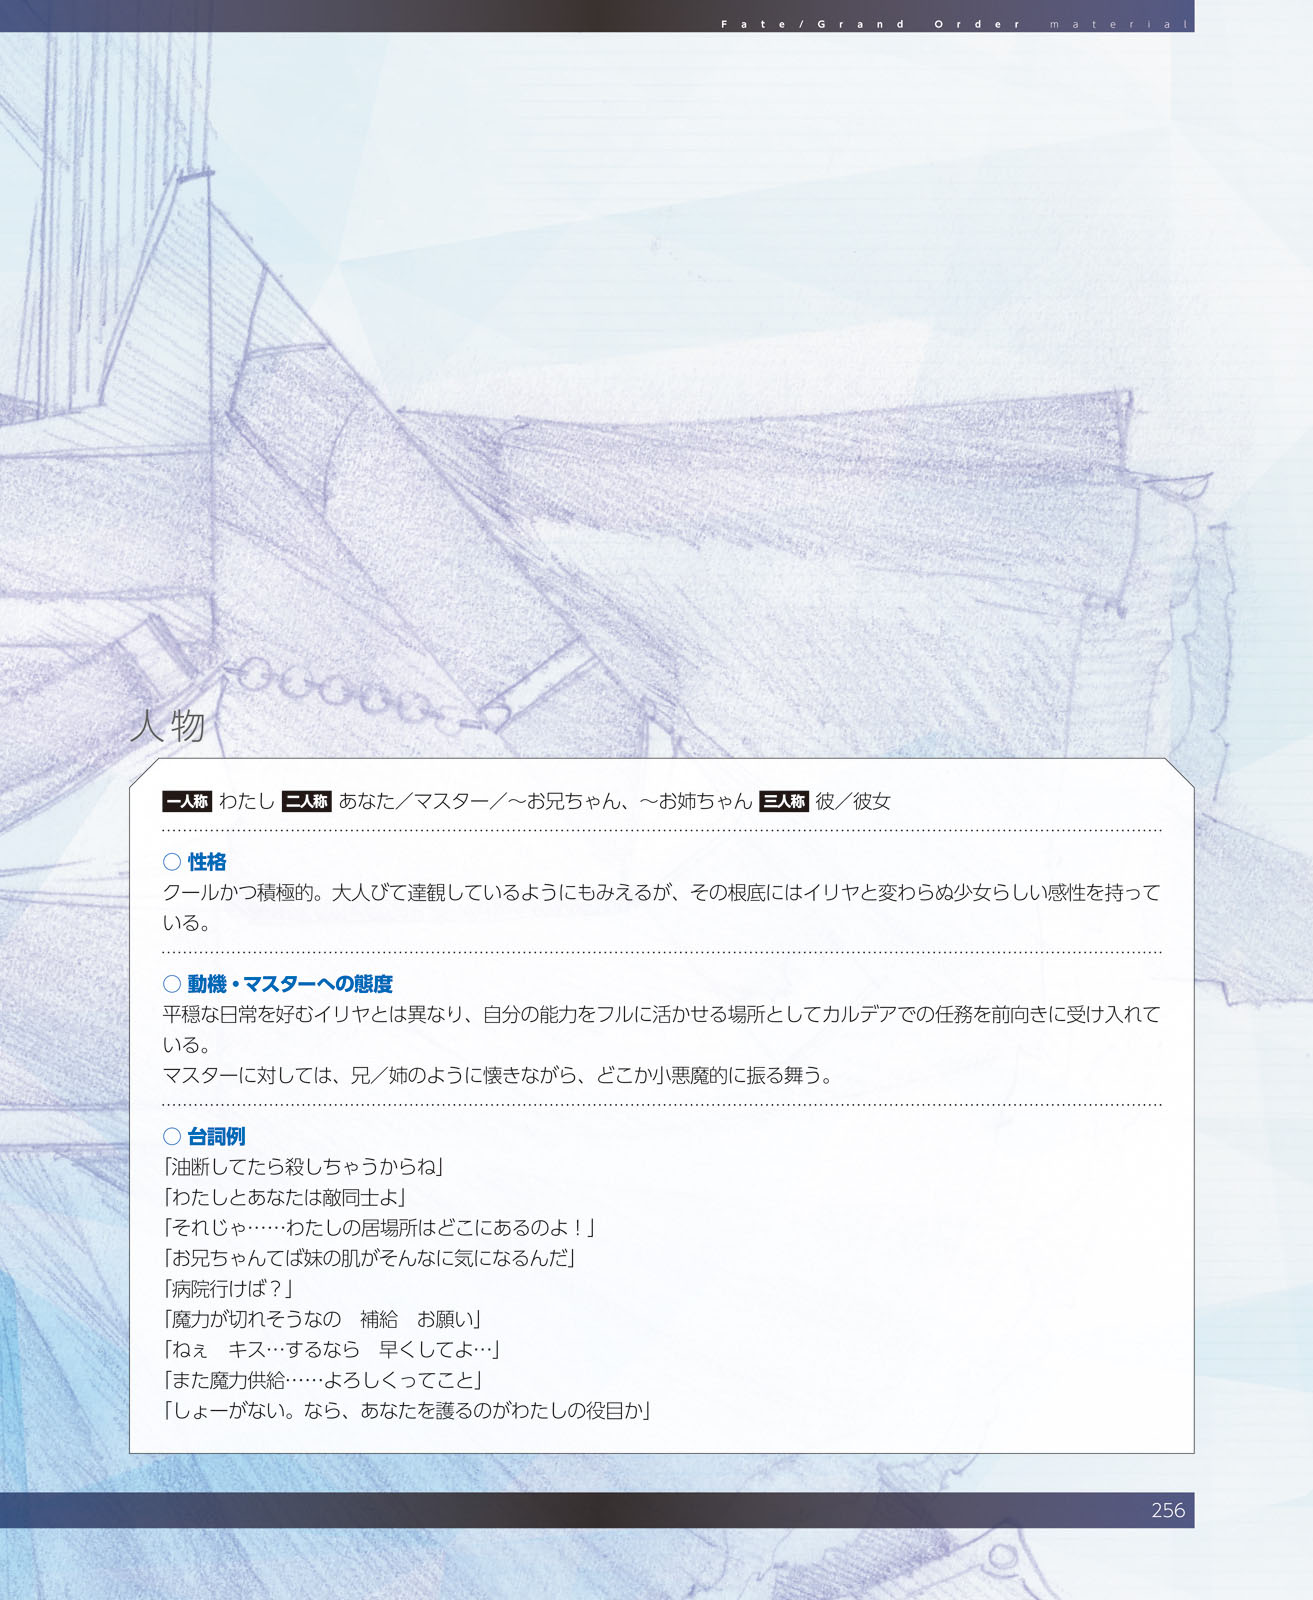 Fate/Grand Order material
人物
一人称 わたし 二人称 あなた／マスター／～お兄ちゃん、～お姉ちゃん 三人称 彼／彼女
○ 性格
クールかつ積極的。大人びて達観しているようにもみえるが、その根底にはイリヤと変わらぬ少女らしい感性を持って
いる。
○ 動機・マスターへの態度
平穏な日常を好むイリヤとは異なり、自分の能力をフルに活かせる場所としてカルデアでの任務を前向きに受け入れて
いる。
マスターに対しては、兄／姉のように懐きながら、どこか小悪魔的に振る舞う。
○ 台詞例
「油断してたら殺しちゃうからね」
「わたしとあなたは敵同士よ」
「それじゃ……わたしの居場所はどこにあるのよ！」
「お兄ちゃんてば妹の肌がそんなに気になるんだ」
「病院行けば？」
「魔力が切れそうなの　補給　お願い」
「ねぇ　キス…するなら　早くしてよ…」
「また魔力供給……よろしくってこと」
「しょーがない。なら、あなたを護るのがわたしの役目か」
256